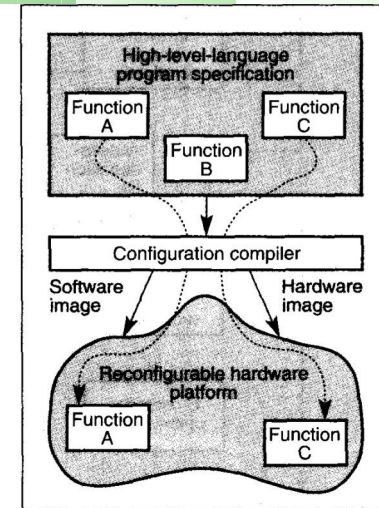 High-level-language
program specification
Function
A
Function
C
Function
B
Configuration compiler
Software
image
Hardware
image
Reconfigurable hardware
platform
Function
A
Function
C